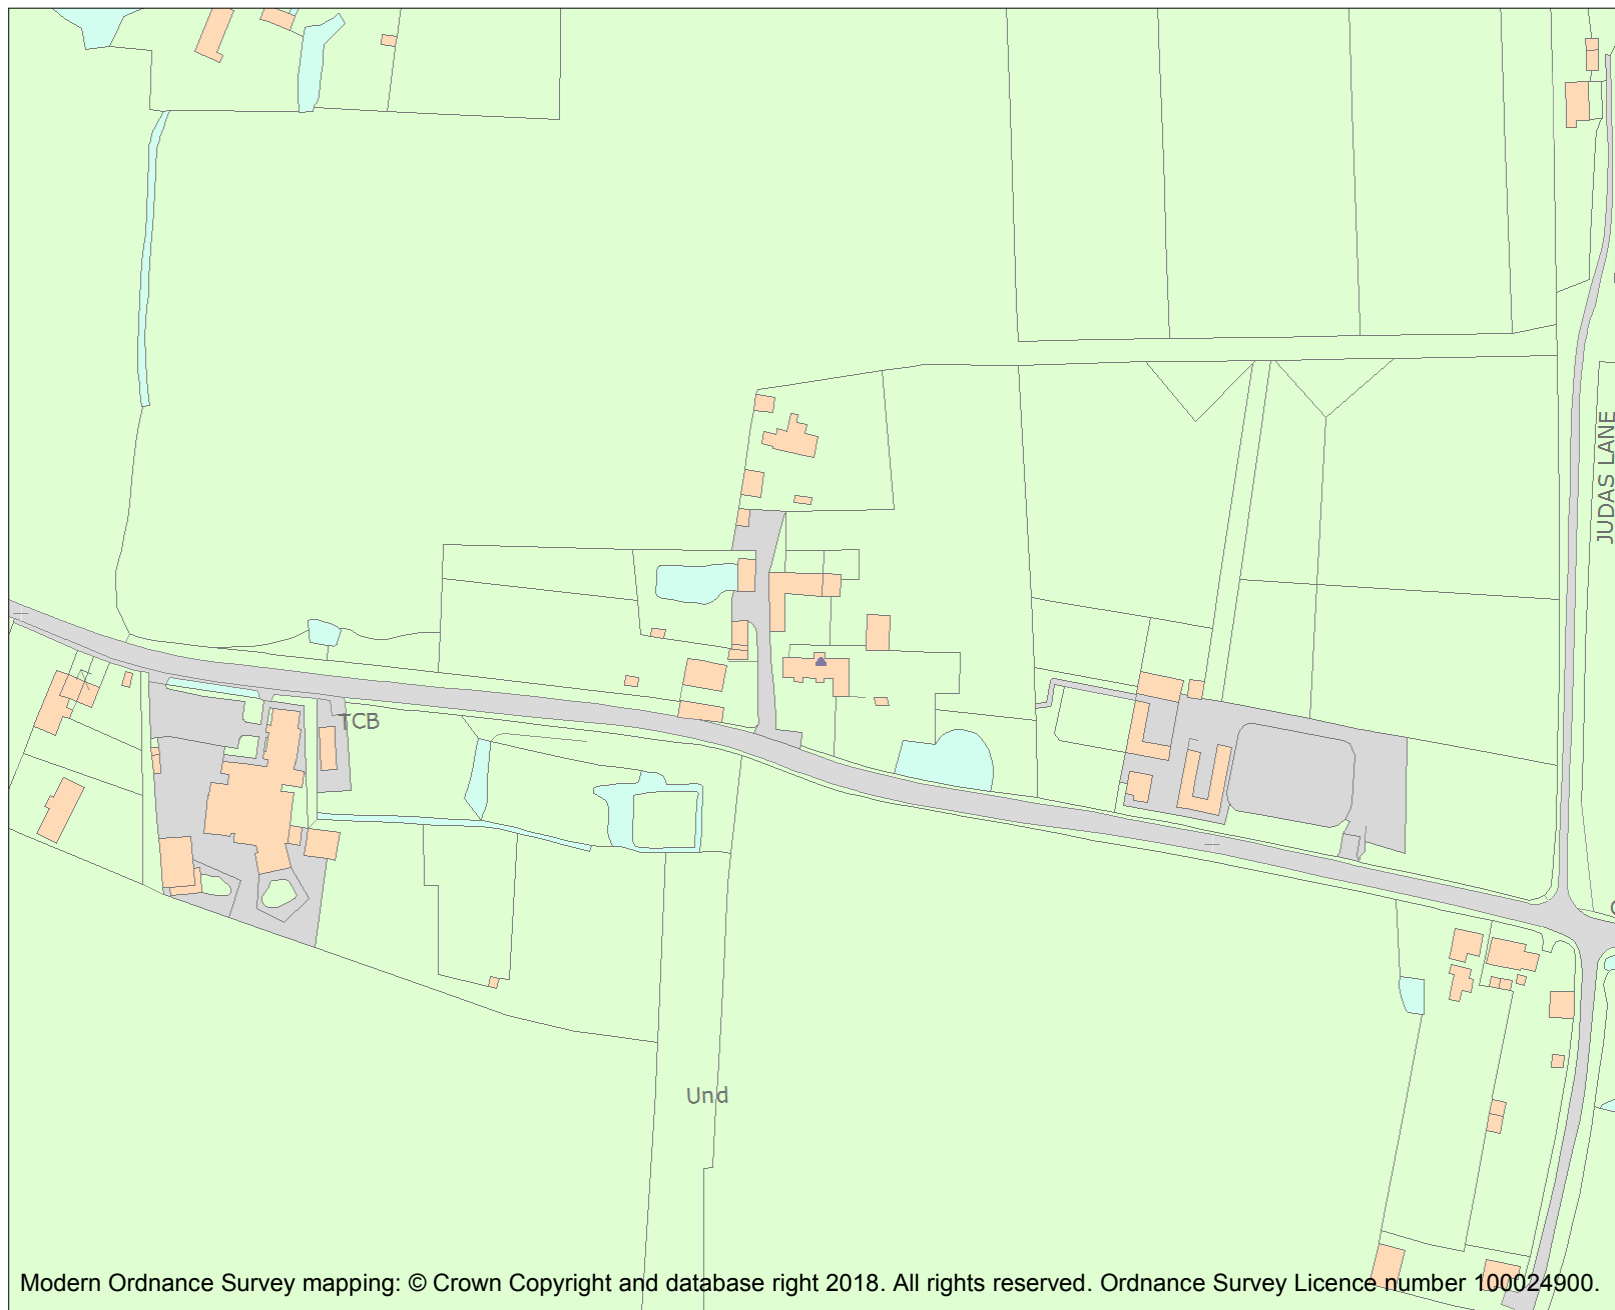 JUDAS LANE
TCB
Und
Modern Ordnance Survey mapping: © Crown Copyright and database right 2018. All rights reserved. Ordnance Survey Licence number 100024900.